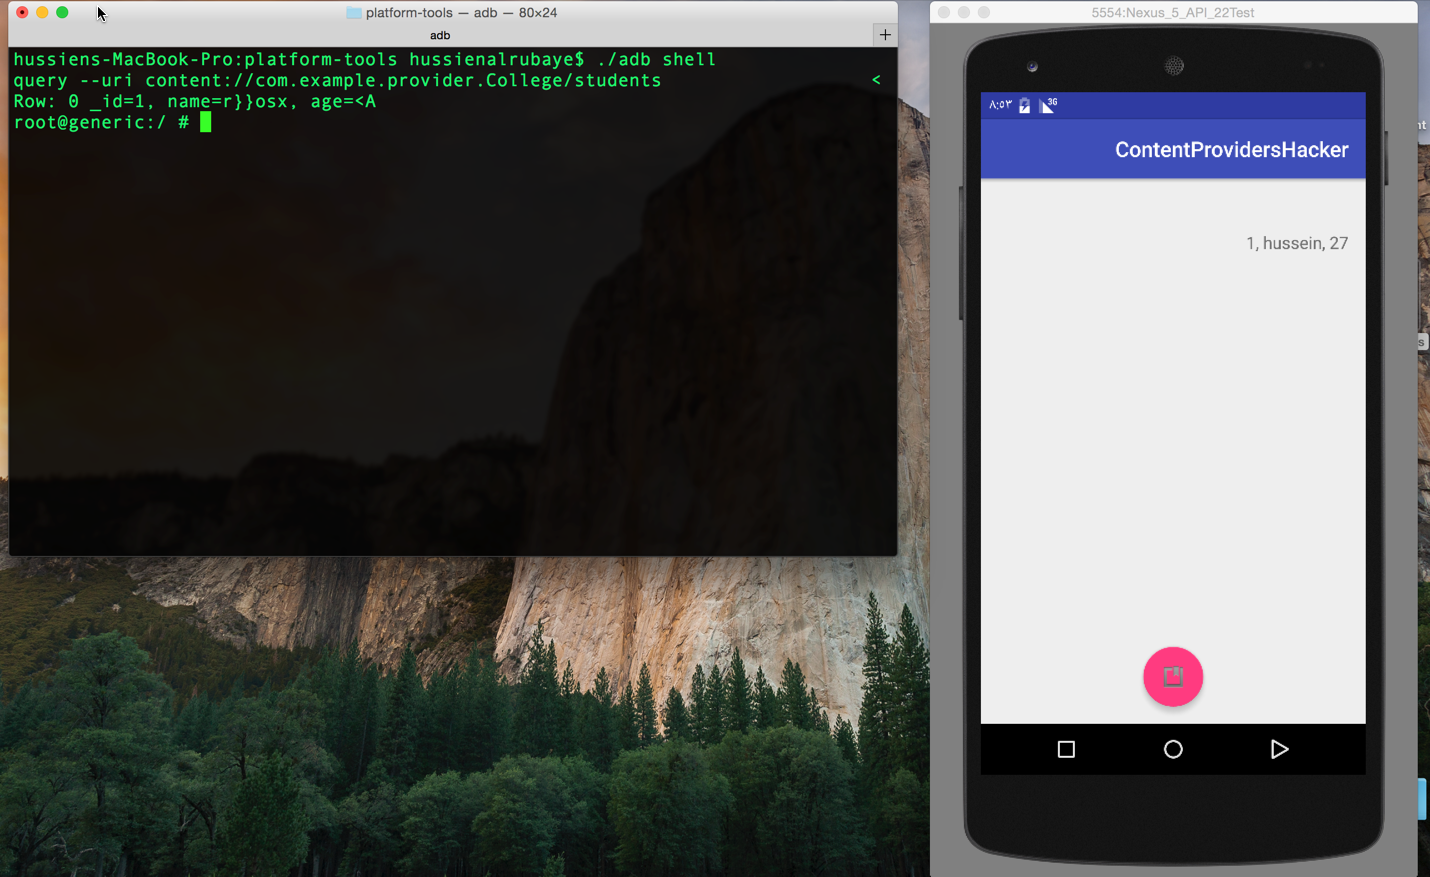 platform-tools — adb — 80×24
adb
+
hussiens-MacBook-Pro:platform-tools hussienalrubaye$ ./adb shell
query --uri content://com.example.provider.College/students <
Row: 0 _id=1, name=r}}osx, age=<A
root@generic:/ #
5554:Nexus_5_API_22Test
٨:٥٣ 3G
ContentProvidersHacker
1, hussein, 27
nt
s